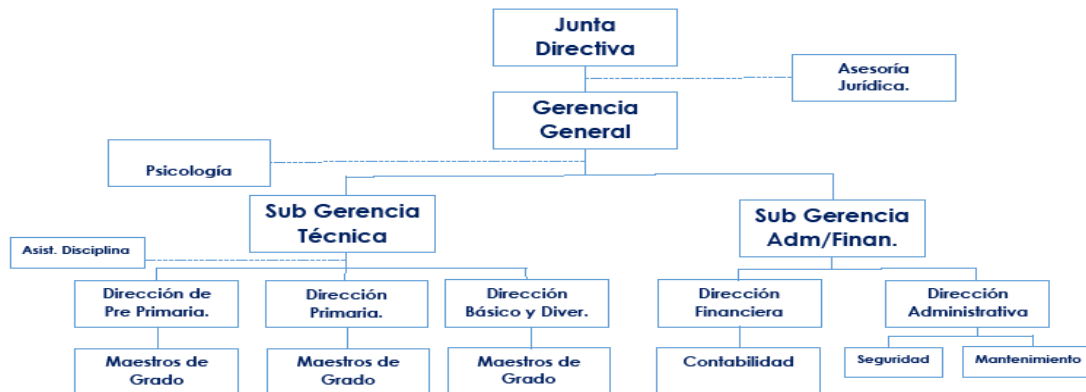 Junta
Directiva
Asesoría
Jurídica.
Gerencia
General
Psicología
Sub Gerencia
Técnica
Sub Gerencia
Adm/Finan.
Asist. Disciplina
Dirección de
Pre Primaria.
Dirección
Primaria.
Dirección
Básico y Diver.
Dirección
Financiera
Dirección
Administrativa
Maestros de
Grado
Maestros de
Grado
Maestros de
Grado
Contabilidad
Seguridad
Mantenimiento